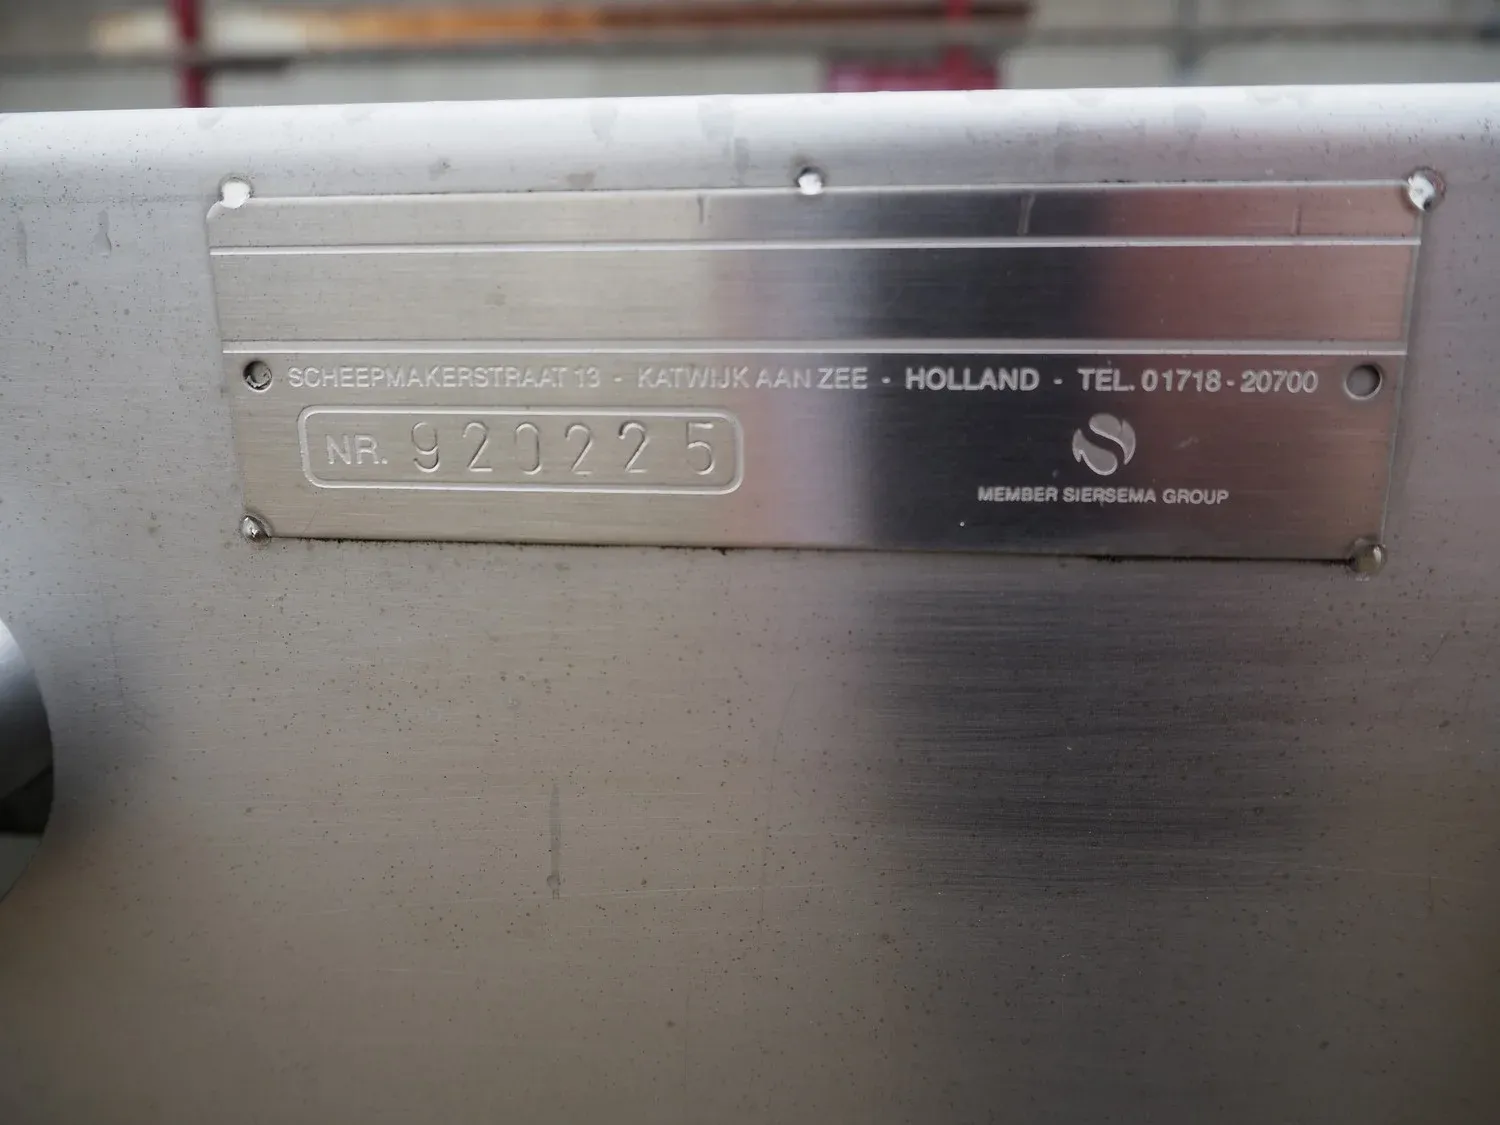 SCHEEPMAKERSTRAAT 13 - KATWIJK AAN ZEE - HOLLAND - TEL. 01718 - 20700
NR. 920225
MEMBER SIERSEMA GROUP